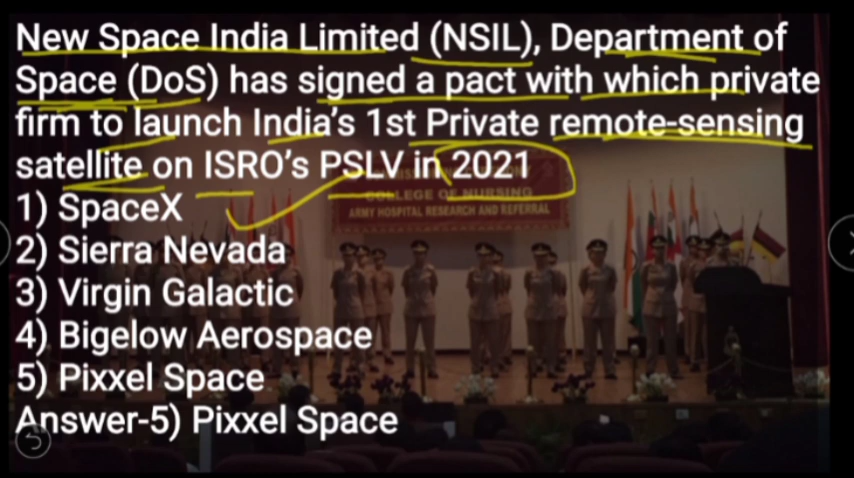 New Space India Limited (NSIL), Department of
Space (DoS) has signed a pact with which private
firm to launch India's 1st Private remote-sensing
satellite on ISRO's PSLV in 2021
1) SpaceX
COLLEGE OF NURSING
ARMY HOSPITAL RESEARCH AND REFERRAL
2) Sierra Nevada
3) Virgin Galactic
4) Bigelow Aerospace
5) Pixxel Space
Answer-5) Pixxel Space